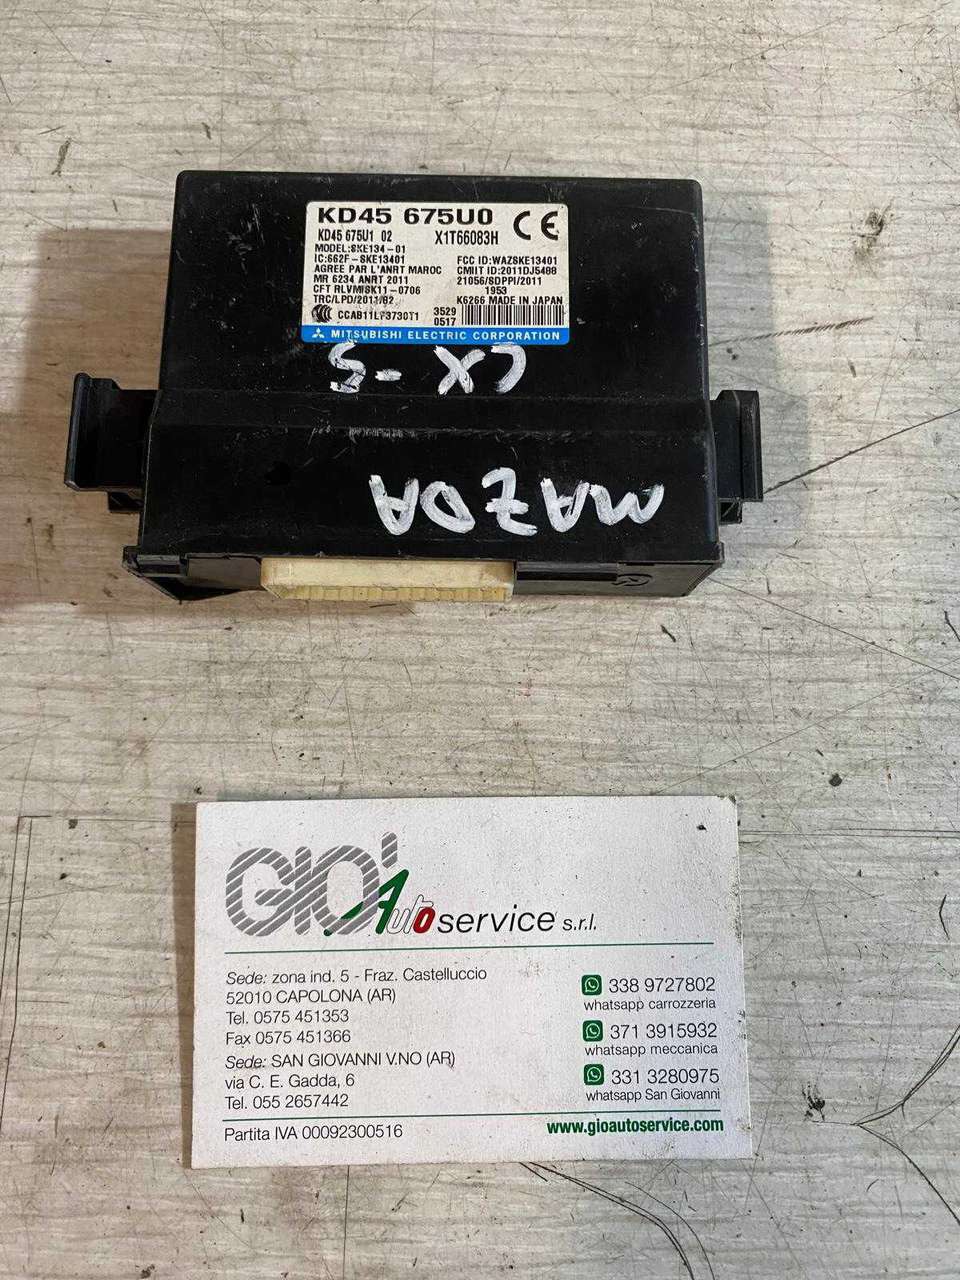 KD45 675U0
KD45 675U1 02 X1T66083H
MODEL:SKE134-01
IC:662F-SKE13401 FCC ID:WAZSKE13401
AGREE PAR L'ANRT MAROC CMIIT ID:2011DJ5488
MR 6234 ANRT 2011 21056/SDPPI/2011
CFT RLVMISK11-0706 1953
TRC/LPD/2011/82 K6266 MADE IN JAPAN
CCAB11LP3730T1 3529
0517
MITSUBISHI ELECTRIC CORPORATION
CX-5
MAZDA
GIO' Autoservice s.r.l.
Sede: zona ind. 5 - Fraz. Castelluccio
52010 CAPOLONA (AR)
Tel. 0575 451353
Fax 0575 451366
Sede: SAN GIOVANNI V.NO (AR)
via C. E. Gadda, 6
Tel. 055 2657442
338 9727802
whatsapp carrozzeria
371 3915932
whatsapp meccanica
331 3280975
whatsapp San Giovanni
Partita IVA 00092300516
www.gioautoservice.com